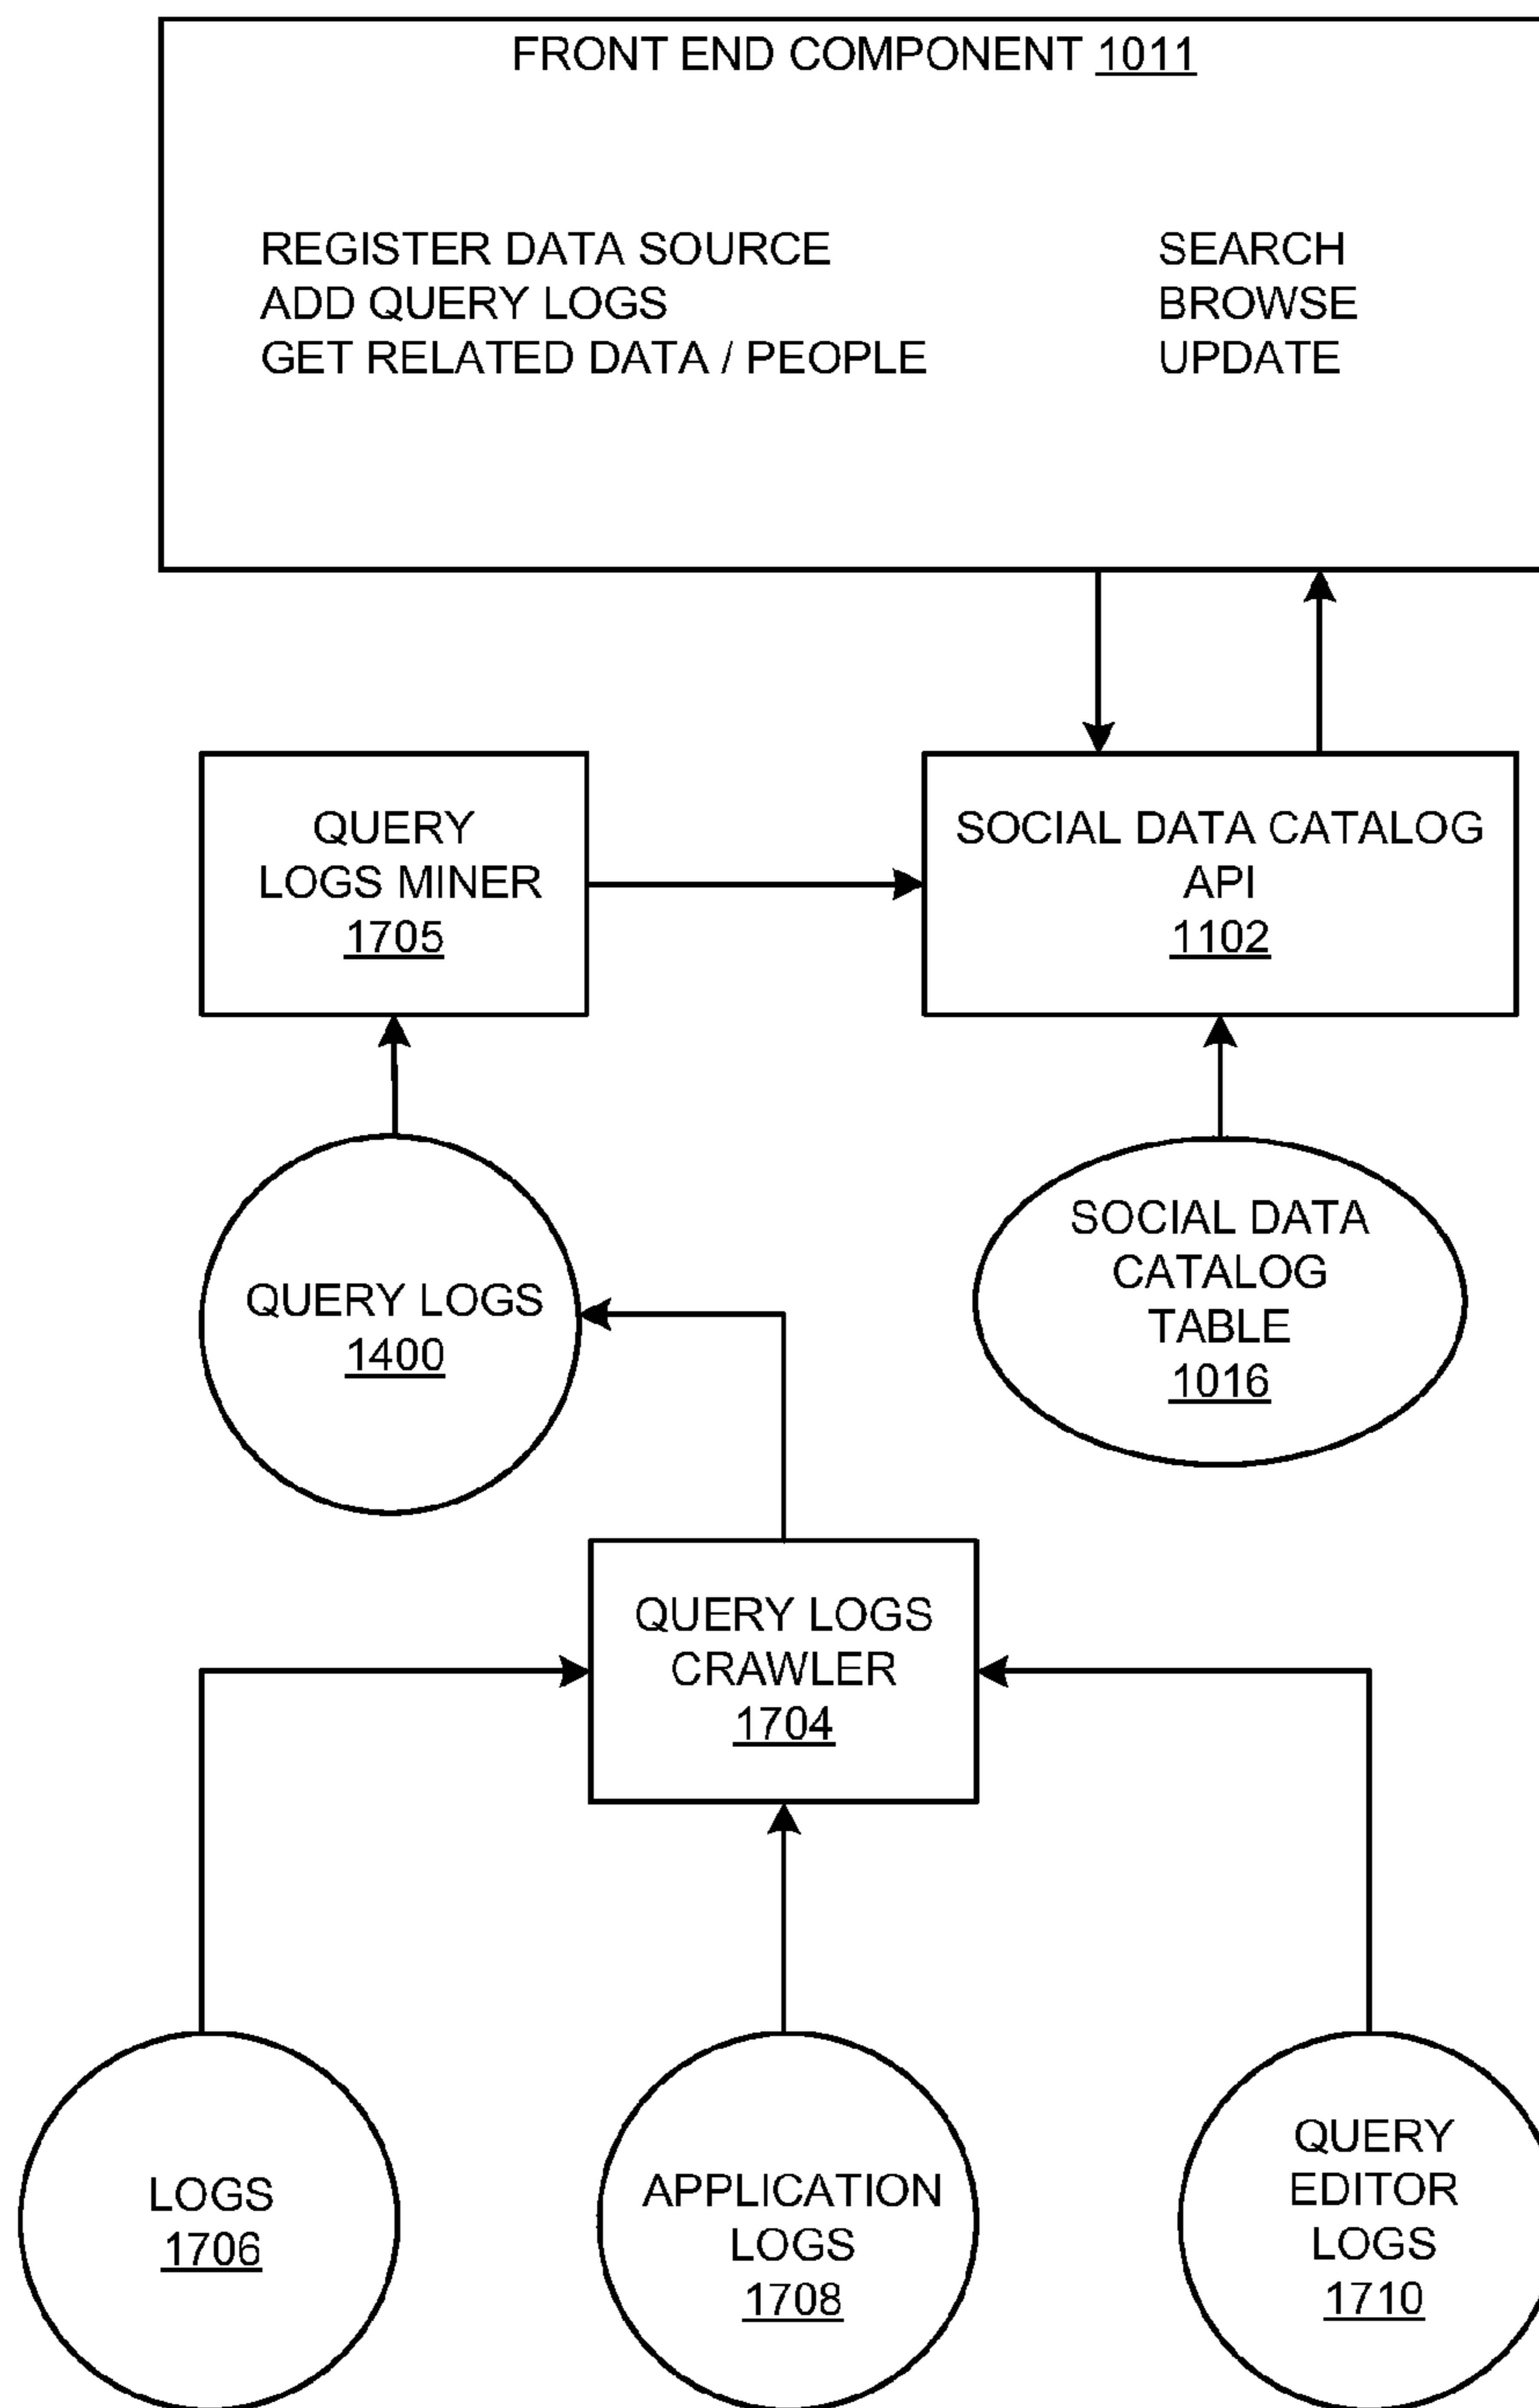 FRONT END COMPONENT 1011
REGISTER DATA SOURCE
ADD QUERY LOGS
GET RELATED DATA / PEOPLE
SEARCH
BROWSE
UPDATE
QUERY
LOGS MINER
1705
SOCIAL DATA CATALOG
API
1102
QUERY LOGS
1400
SOCIAL DATA
CATALOG
TABLE
1016
QUERY LOGS
CRAWLER
1704
LOGS
1706
APPLICATION
LOGS
1708
QUERY
EDITOR
LOGS
1710